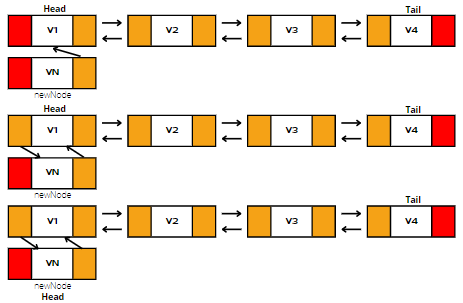 Head Tail
V1 V2 V3 V4
VN
newNode
Head Tail
V1 V2 V3 V4
VN
newNode
Tail
V1 V2 V3 V4
VN
newNode
Head